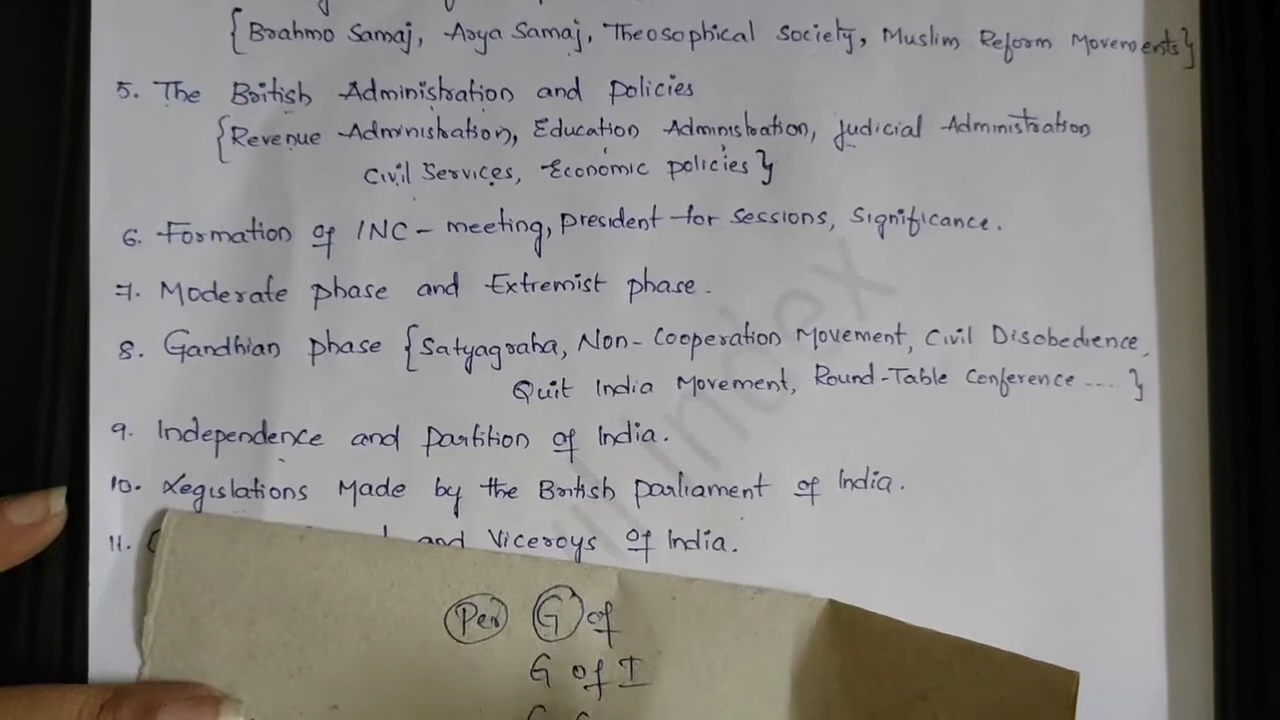 {Brahmo Samaj, Arya Samaj, Theosophical Society, Muslim Reform Movements}
5. The British Administration and policies
{Revenue Administration, Education Administration, Judicial Administration
Civil Services, Economic policies}
6. Formation of INC - meeting, president for sessions, Significance.
7. Moderate phase and Extremist phase.
8. Gandhian phase {Satyagraha, Non-Cooperation Movement, Civil Disobedience,
Quit India Movement, Round-Table Conference .... }
9. Independence and partition of India.
10. Legislations Made by the British parliament of India.
11. and Viceroys of India.
Per G of
G of I